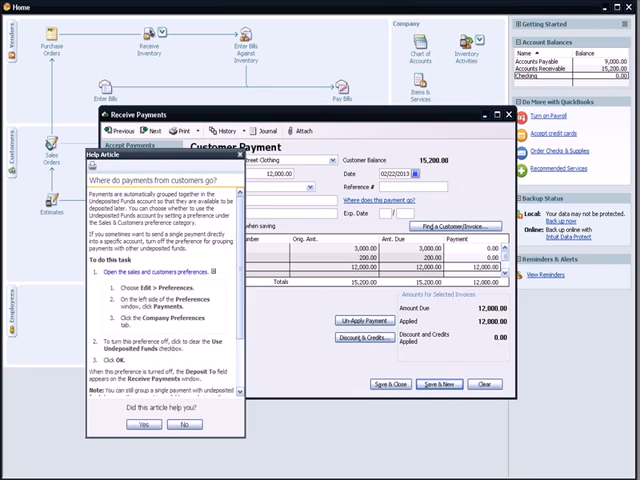 Home
Vendors
Purchase
Orders
Receive
Inventory
Enter Bills
Against
Inventory
Enter Bills
Pay Bills
Company
Chart of
Accounts
Inventory
Activities
Items &
Services
Customers
Sales
Orders
Estimates
Employees
Getting Started
Account Balances
Name Balance
Accounts Payable 9,000.00
Accounts Receivable 15,200.00
Checking 0.00
Do More with QuickBooks
Turn on Payroll
Accept credit cards
Order Checks & Supplies
Recommended Services
Backup Status
Local: Your data may not be protected.
Back up now
Online: Back up online with
Intuit Data Protect
Reminders & Alerts
View Reminders
Receive Payments
Previous Next Print History Journal Attach
Accept Payments
Customer Payment
Street Clothing Customer Balance 15,200.00
12,000.00 Date 02/22/2013
Reference #
Where does this payment go?
Exp. Date /
when saving
Find a Customer/Invoice...
Number Orig. Amt. Amt. Due Payment
3,000.00 3,000.00 0.00
200.00 200.00 0.00
12,000.00 12,000.00 12,000.00
Totals 15,200.00 15,200.00 12,000.00
Amounts for Selected Invoices
Amount Due 12,000.00
Applied 12,000.00
Discount and Credits
Applied 0.00
Un-Apply Payment
Discount & Credits...
Save & Close Save & New Clear
Help Article
Where do payments from customers go?
Payments are automatically grouped together in the
Undeposited Funds account so that they are available to be
deposited later. You can choose whether to use the
Undeposited Funds account by setting a preference under
the Sales & Customers preference category.
If you sometimes want to send a single payment directly
into a specific account, turn off the preference for grouping
payments with other undeposited funds.
To do this task
1. Open the sales and customers preferences.
1. Choose Edit > Preferences.
2. On the left side of the Preferences
window, click Payments.
3. Click the Company Preferences
tab.
2. To turn this preference off, click to clear the Use
Undeposited Funds checkbox.
3. Click OK.
When this preference is turned off, the Deposit To field
appears on the Receive Payments window.
Note: You can still group a single payment with undeposited
Did this article help you?
Yes No